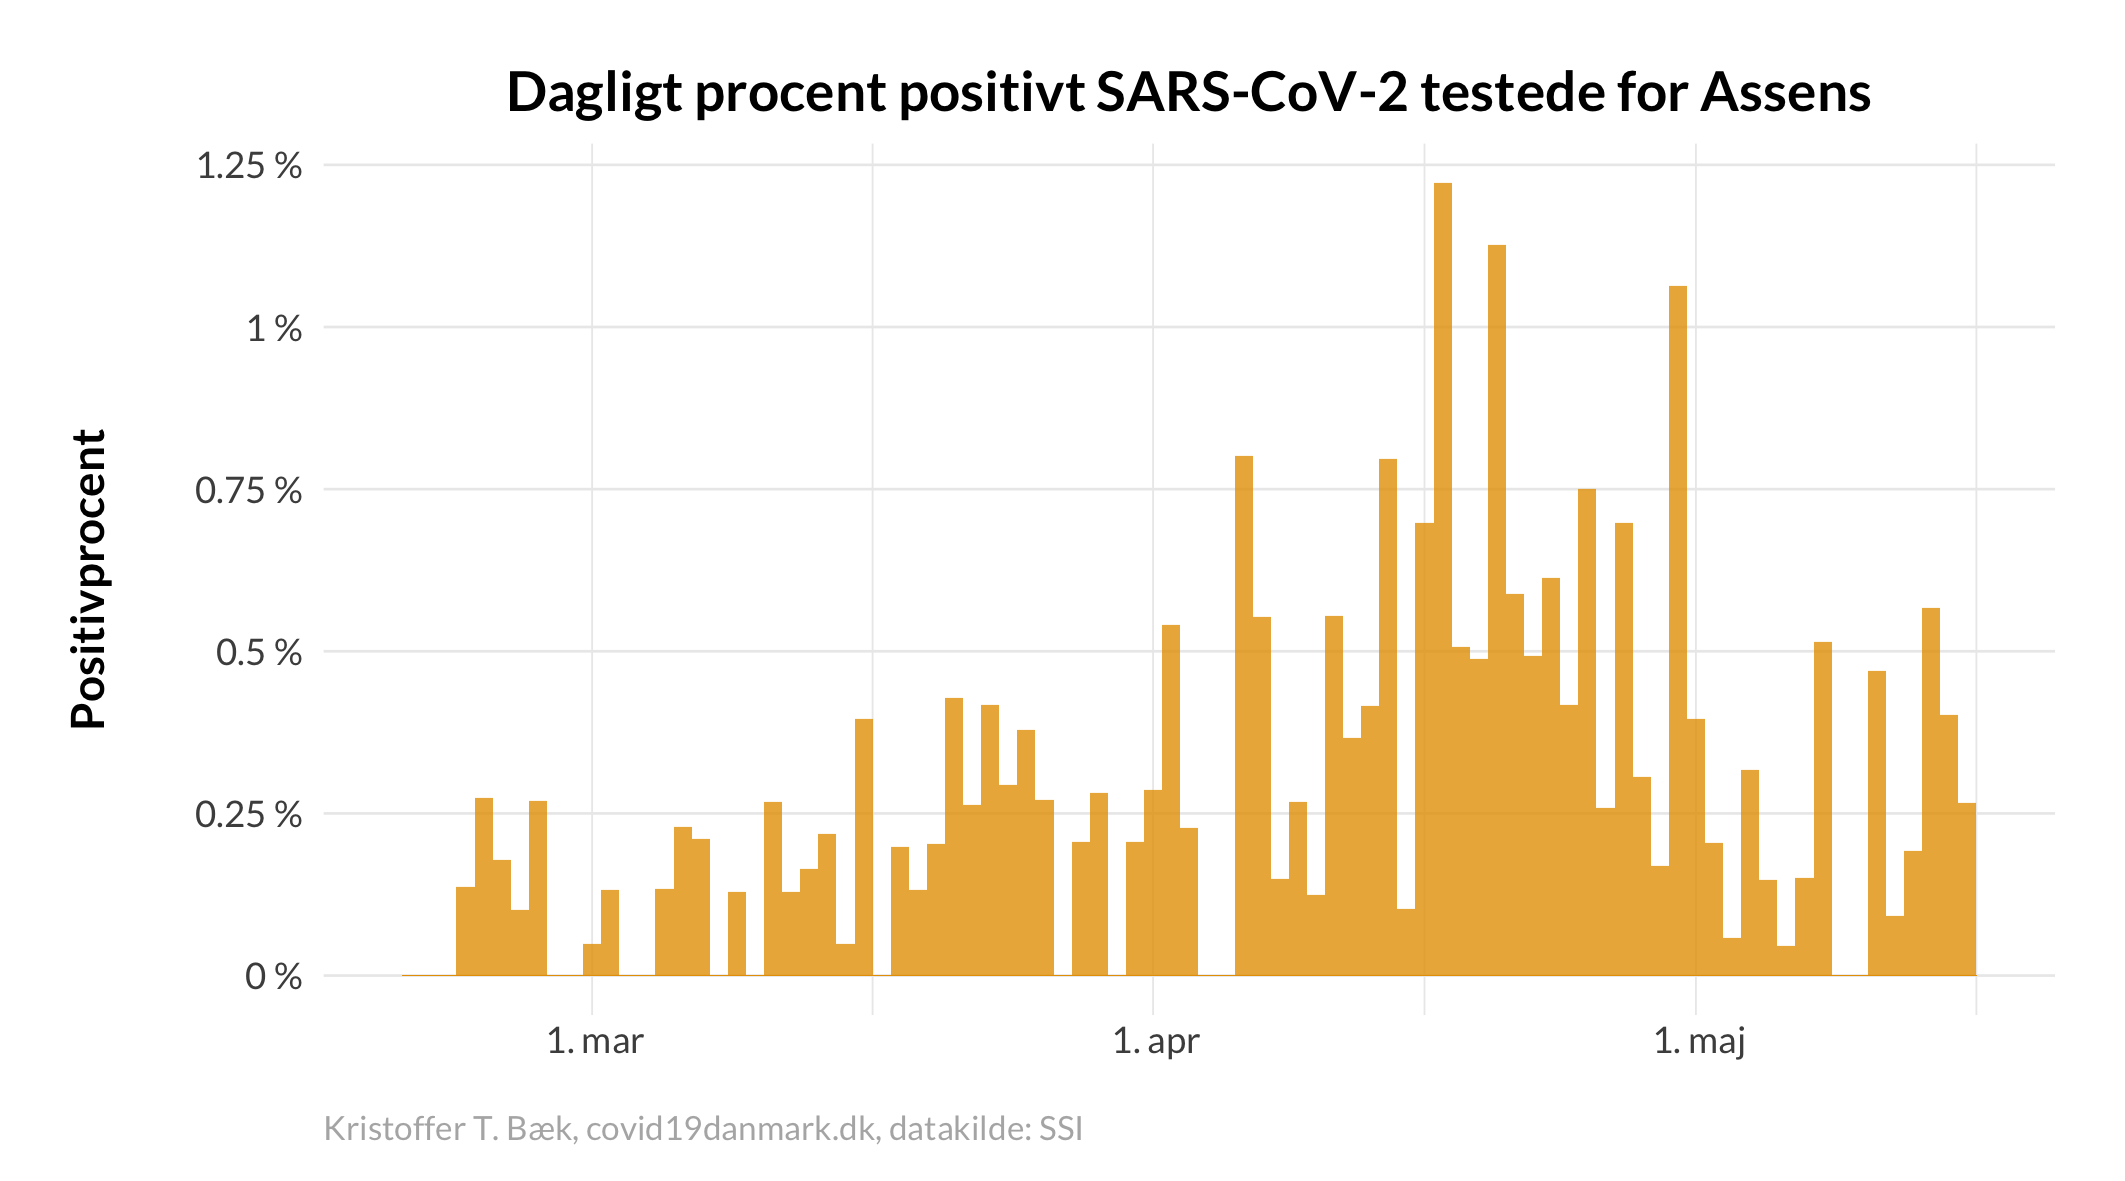 Dagligt procent positivt SARS-CoV-2 testede for Assens
Positivprocent
1.25 %
1 %
0.75 %
0.5 %
0.25 %
0 %
1. mar
1. apr
1. maj
Kristoffer T. Bæk, covid19danmark.dk, datakilde: SSI